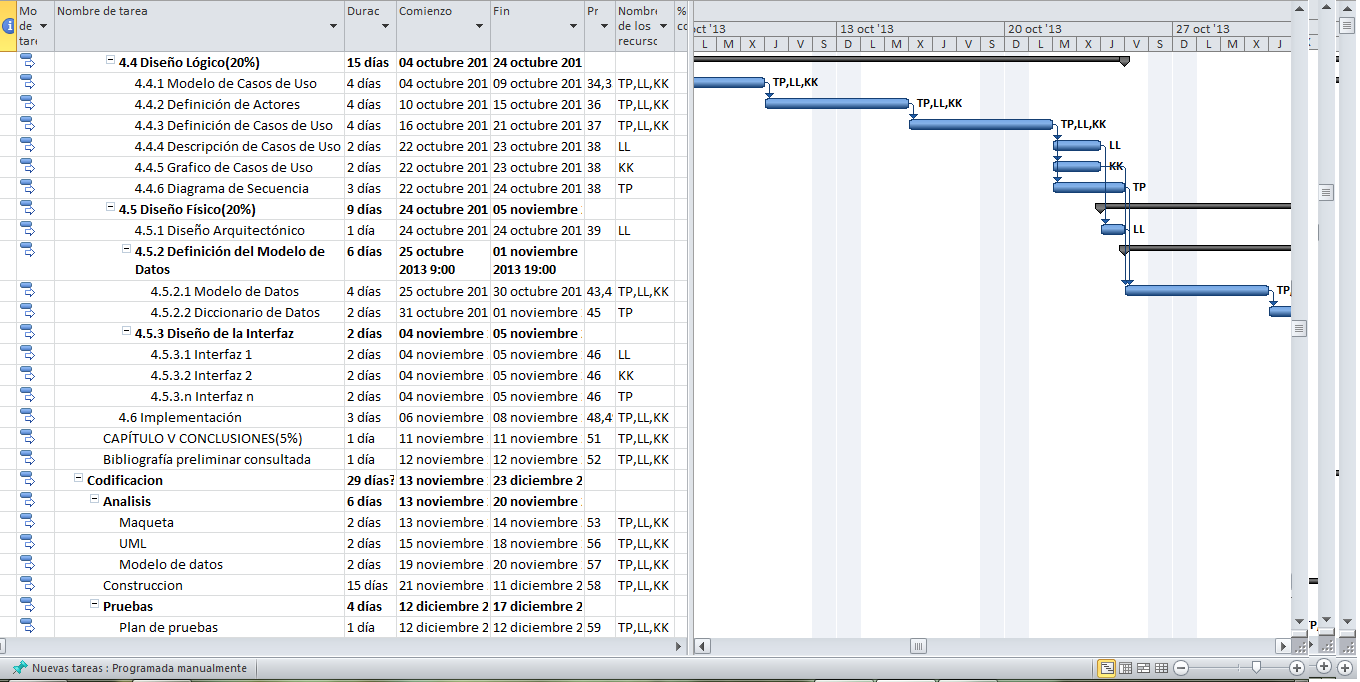 Mo de tare Nombre de tarea Durac Comienzo Fin Pr Nombre de los recurso %
4.4 Diseño Lógico(20%) 15 días 04 octubre 201 24 octubre 201
4.4.1 Modelo de Casos de Uso 4 días 04 octubre 201 09 octubre 201 34,3 TP,LL,KK
4.4.2 Definición de Actores 4 días 10 octubre 201 15 octubre 201 36 TP,LL,KK
4.4.3 Definición de Casos de Uso 4 días 16 octubre 201 21 octubre 201 37 TP,LL,KK
4.4.4 Descripción de Casos de Uso 2 días 22 octubre 201 23 octubre 201 38 LL
4.4.5 Grafico de Casos de Uso 2 días 22 octubre 201 23 octubre 201 38 KK
4.4.6 Diagrama de Secuencia 3 días 22 octubre 201 24 octubre 201 38 TP
4.5 Diseño Físico(20%) 9 días 24 octubre 201 05 noviembre
4.5.1 Diseño Arquitectónico 1 día 24 octubre 201 24 octubre 201 39 LL
4.5.2 Definición del Modelo de 6 días 25 octubre 01 noviembre
Datos 2013 9:00 2013 19:00
4.5.2.1 Modelo de Datos 4 días 25 octubre 201 30 octubre 201 43,4 TP,LL,KK
4.5.2.2 Diccionario de Datos 2 días 31 octubre 201 01 noviembre 45 TP
4.5.3 Diseño de la Interfaz 2 días 04 noviembre 05 noviembre
4.5.3.1 Interfaz 1 2 días 04 noviembre 05 noviembre 46 LL
4.5.3.2 Interfaz 2 2 días 04 noviembre 05 noviembre 46 KK
4.5.3.n Interfaz n 2 días 04 noviembre 05 noviembre 46 TP
4.6 Implementación 3 días 06 noviembre 08 noviembre 48,49 TP,LL,KK
CAPÍTULO V CONCLUSIONES(5%) 1 día 11 noviembre 11 noviembre 51 TP,LL,KK
Bibliografía preliminar consultada 1 día 12 noviembre 12 noviembre 52 TP,LL,KK
Codificacion 29 días? 13 noviembre 23 diciembre 2
Analisis 6 días 13 noviembre 20 noviembre
Maqueta 2 días 13 noviembre 14 noviembre 53 TP,LL,KK
UML 2 días 15 noviembre 18 noviembre 56 TP,LL,KK
Modelo de datos 2 días 19 noviembre 20 noviembre 57 TP,LL,KK
Construccion 15 días 21 noviembre 11 diciembre 2 58 TP,LL,KK
Pruebas 4 días 12 diciembre 2 17 diciembre 2
Plan de pruebas 1 día 12 diciembre 2 12 diciembre 2 59 TP,LL,KK
oct '13 13 oct '13 20 oct '13 27 oct '13
L M X J V S D L M X J V S D L M X J V S D L M X J
TP,LL,KK
TP,LL,KK
TP,LL,KK
LL
KK
TP
LL
TP,
Nuevas tareas : Programada manualmente